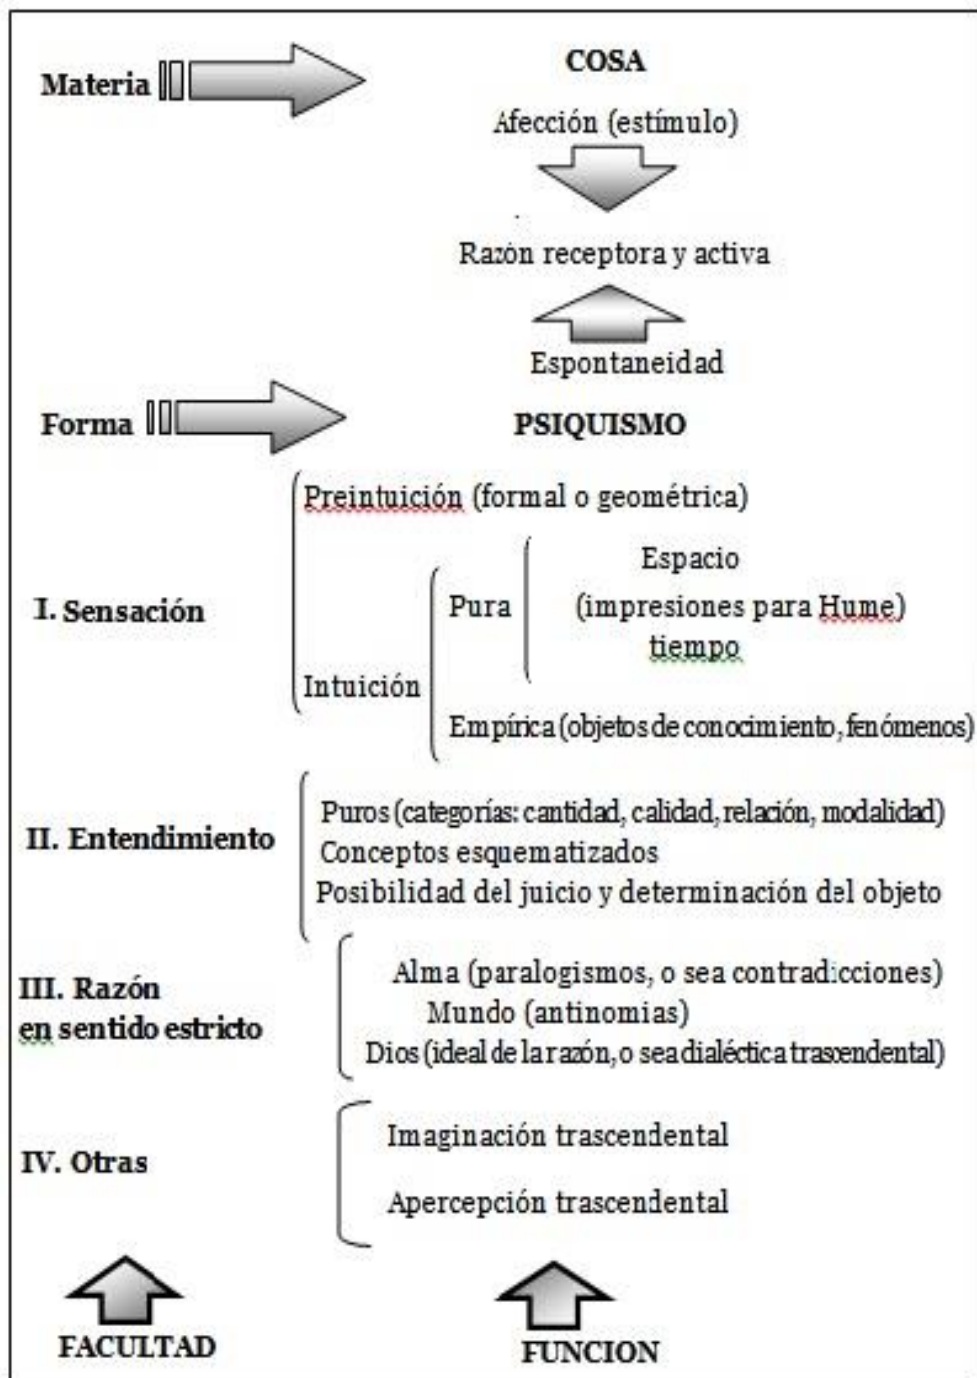 COSA
Materia
Afección (estímulo)
Razón receptora y activa
Espontaneidad
Forma
PSIQUISMO
Preintuición (formal o geométrica)
Espacio
I. Sensación
Pura
(impresiones para Hume)
tiempo
Intuición
Empírica (objetos de conocimiento, fenómenos)
Puros (categorías: cantidad, calidad, relación, modalidad)
II. Entendimiento
Conceptos esquematizados
Posibilidad del juicio y determinación del objeto
Alma (paralogismos, o sea contradicciones)
III. Razón
en sentido estricto
Mundo (antinomias)
Dios (ideal de la razón, o sea dialéctica trascendental)
Imaginación trascendental
IV. Otras
Apercepción trascendental
FACULTAD
FUNCION